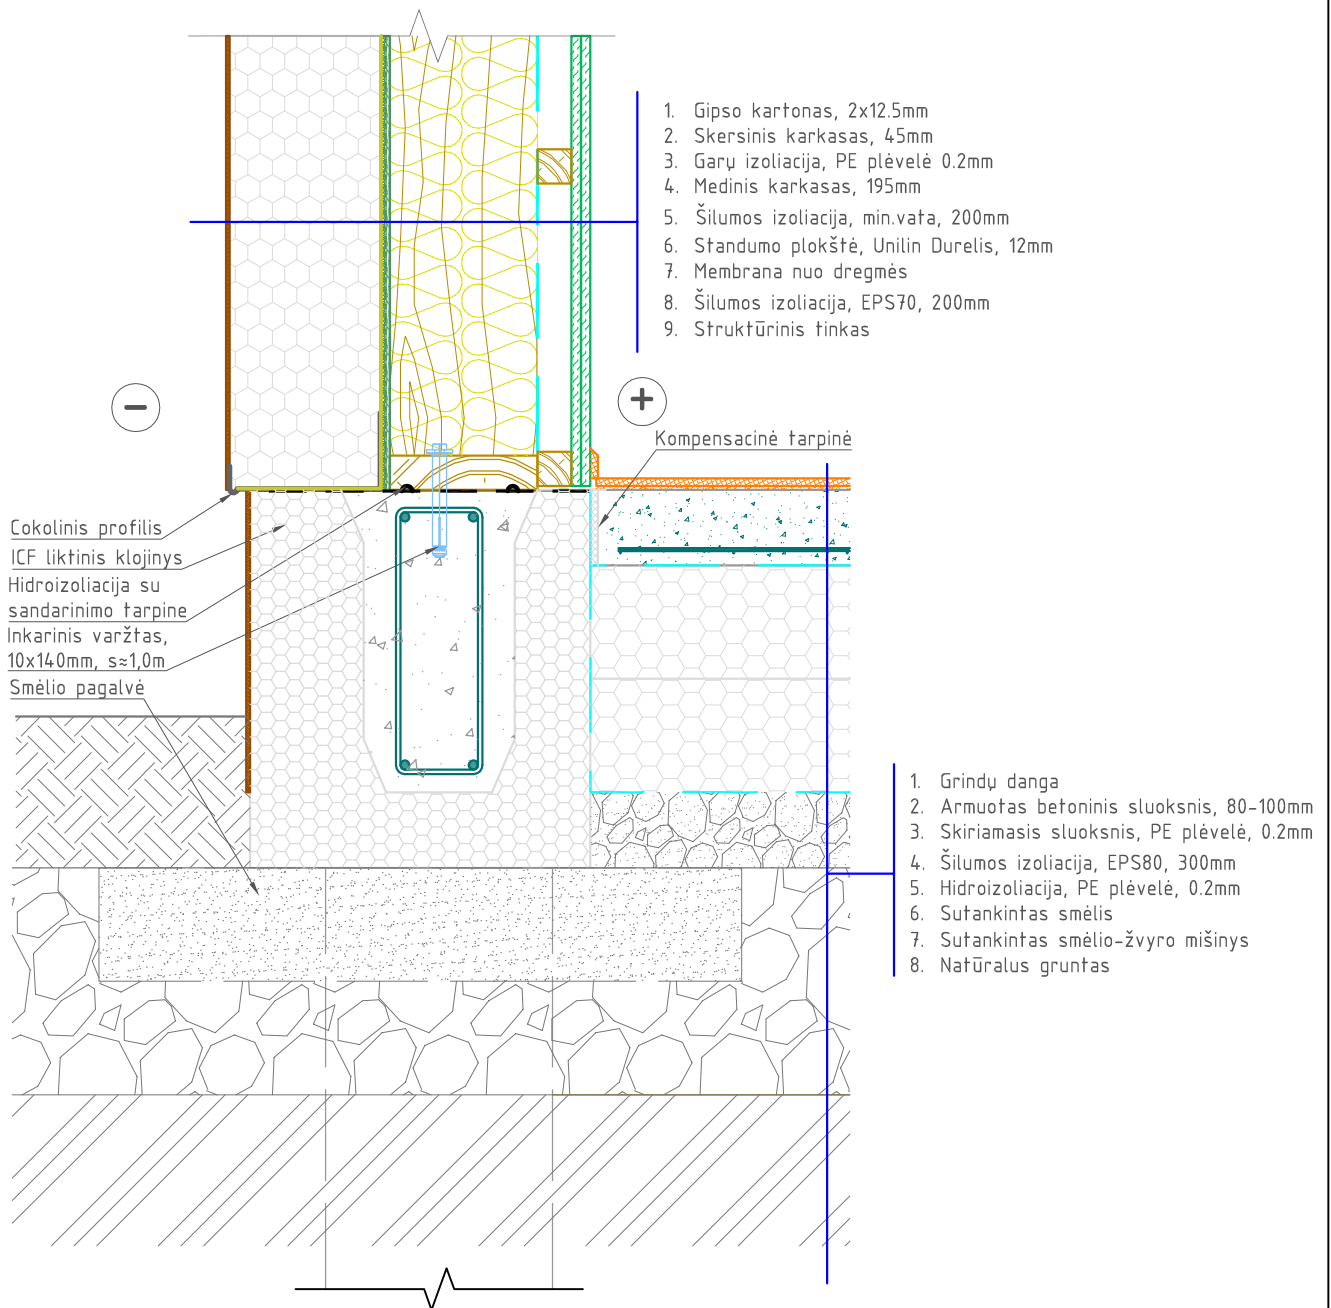 1. Gipso kartonas, 2x12.5mm
2. Skersinis karkasas, 45mm
3. Garų izoliacija, PE plėvelė 0.2mm
4. Medinis karkasas, 195mm
5. Šilumos izoliacija, min.vata, 200mm
6. Standumo plokštė, Unilin Durelis, 12mm
7. Membrana nuo dregmės
8. Šilumos izoliacija, EPS70, 200mm
9. Struktūrinis tinkas
−
+
Kompensacinė tarpinė
Cokolinis profilis
ICF liktinis klojinys
Hidroizoliacija su
sandarinimo tarpine
Inkarinis varžtas,
10x140mm, s≈1,0m
Smėlio pagalvė
1. Grindų danga
2. Armuotas betoninis sluoksnis, 80-100mm
3. Skiriamasis sluoksnis, PE plėvelė, 0.2mm
4. Šilumos izoliacija, EPS80, 300mm
5. Hidroizoliacija, PE plėvelė, 0.2mm
6. Sutankintas smėlis
7. Sutankintas smėlio-žvyro mišinys
8. Natūralus gruntas